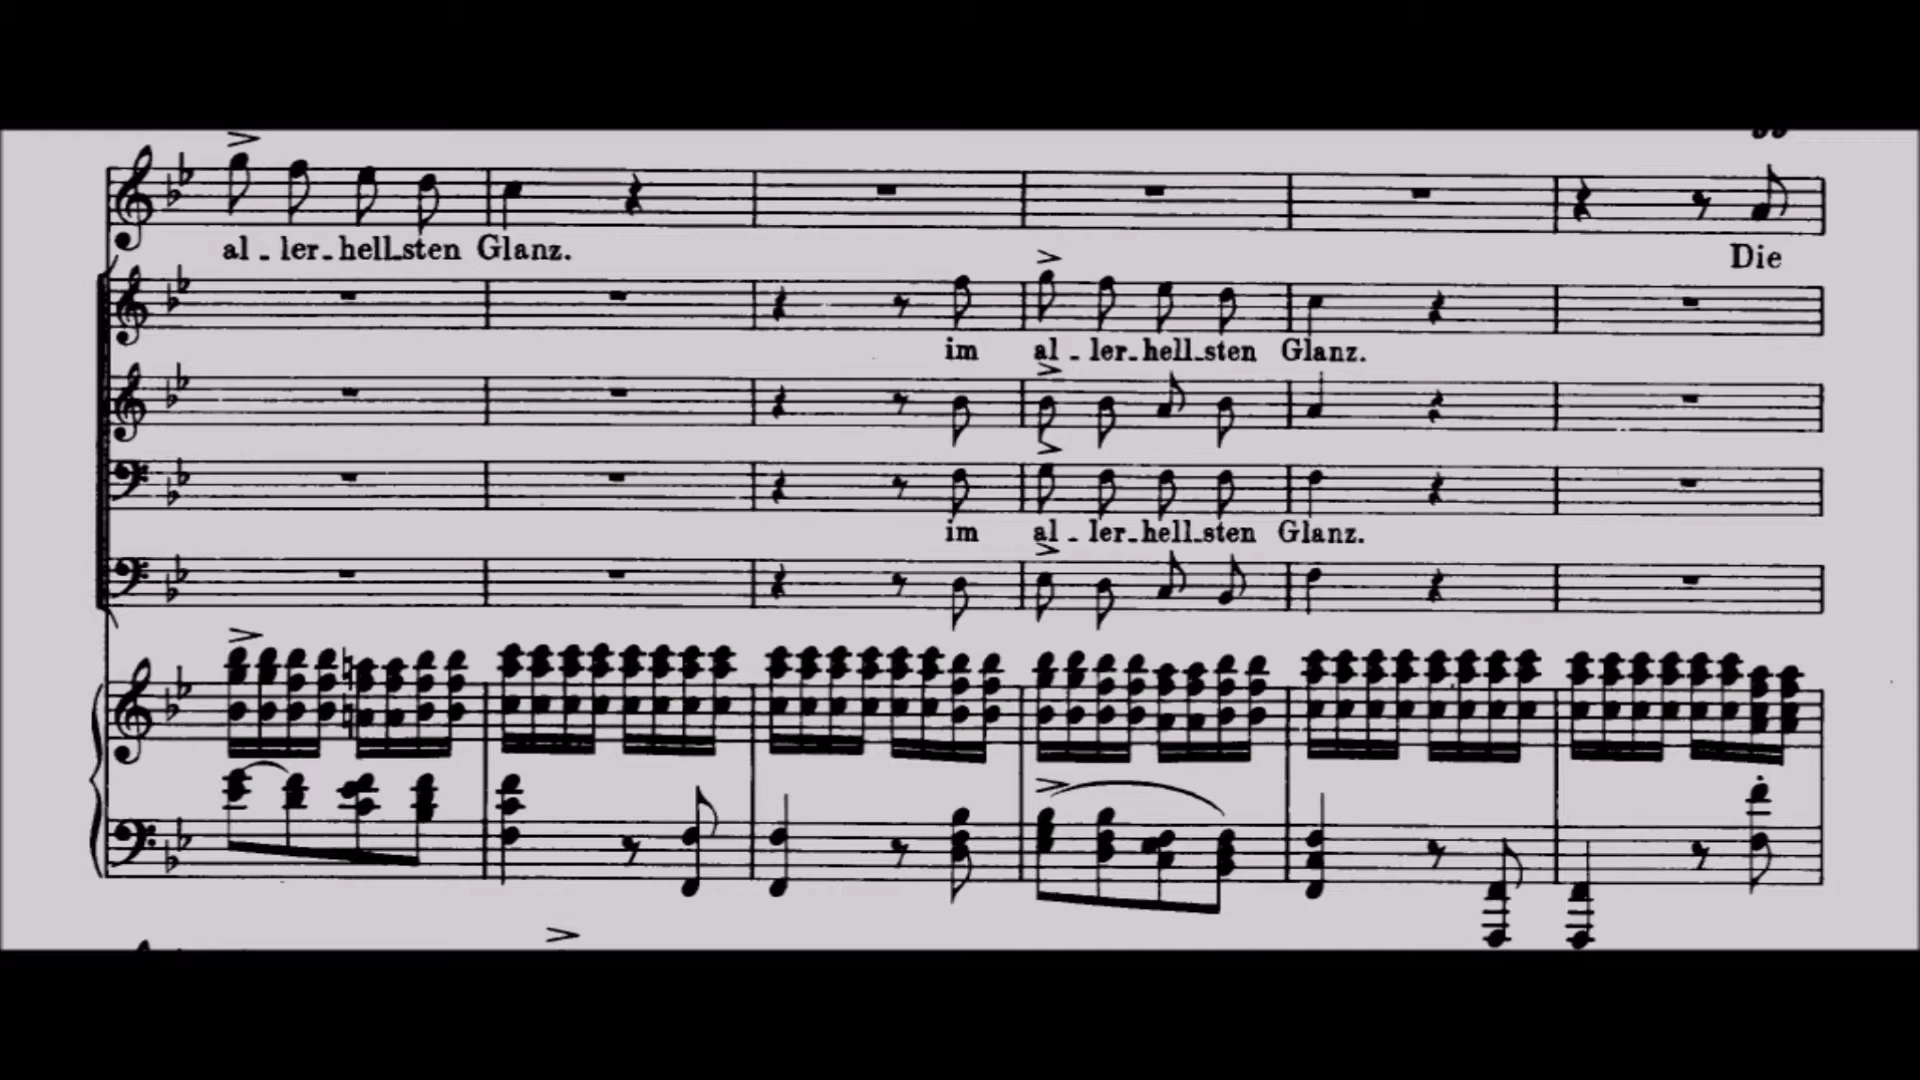 al - ler - hell - sten Glanz.
Die
im al - ler - hell - sten Glanz.
im al - ler - hell - sten Glanz.